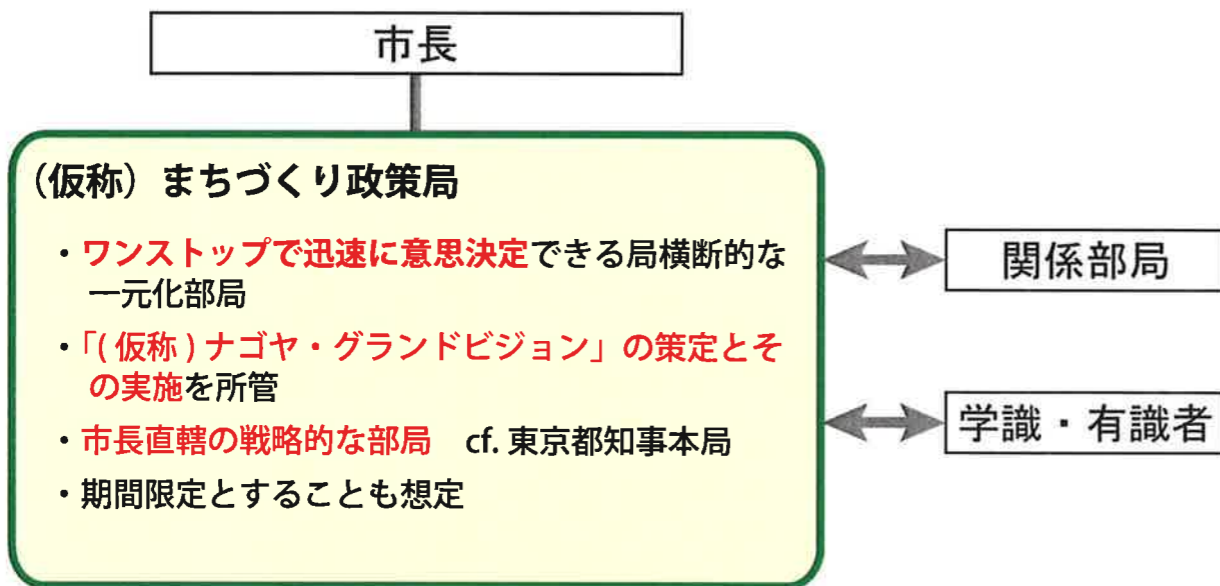 市長
(仮称)まちづくり政策局
・ワンストップで迅速に意思決定できる局横断的な
一元化部局
・「( 仮称 ) ナゴヤ・グランドビジョン」の策定とそ
の実施を所管
・市長直轄の戦略的な部局 cf. 東京都知事本局
・期間限定とすることも想定
関係部局
学識・有識者